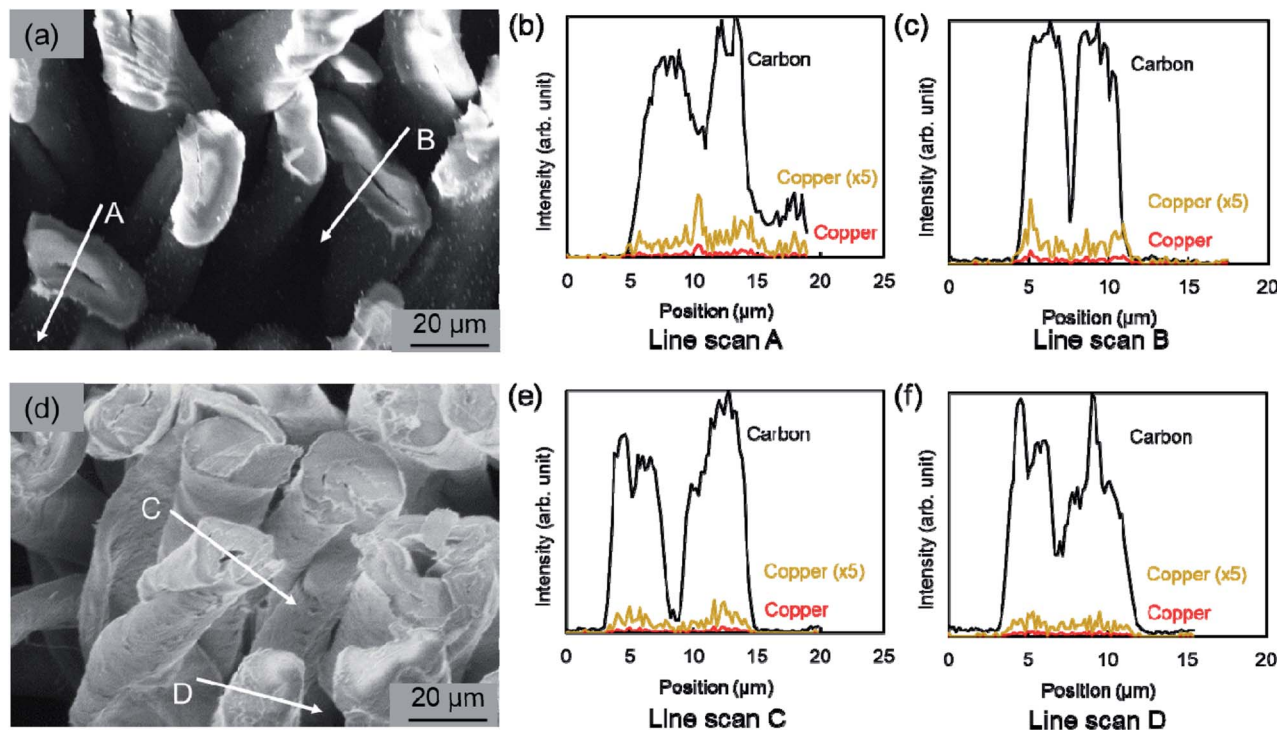 (a)
A
B
20 µm
(b)
Intensity (arb. unit)
Carbon
Copper (x5)
Copper
0 5 10 15 20 25
Position (µm)
Line scan A
(c)
Intensity (arb. unit)
Carbon
Copper (x5)
Copper
0 5 10 15 20
Position (µm)
Line scan B
(d)
C
D
20 µm
(e)
Intensity (arb. unit)
Carbon
Copper (x5)
Copper
0 5 10 15 20 25
Position (µm)
Line scan C
(f)
Intensity (arb. unit)
Carbon
Copper (x5)
Copper
0 5 10 15 20
Position (µm)
Line scan D